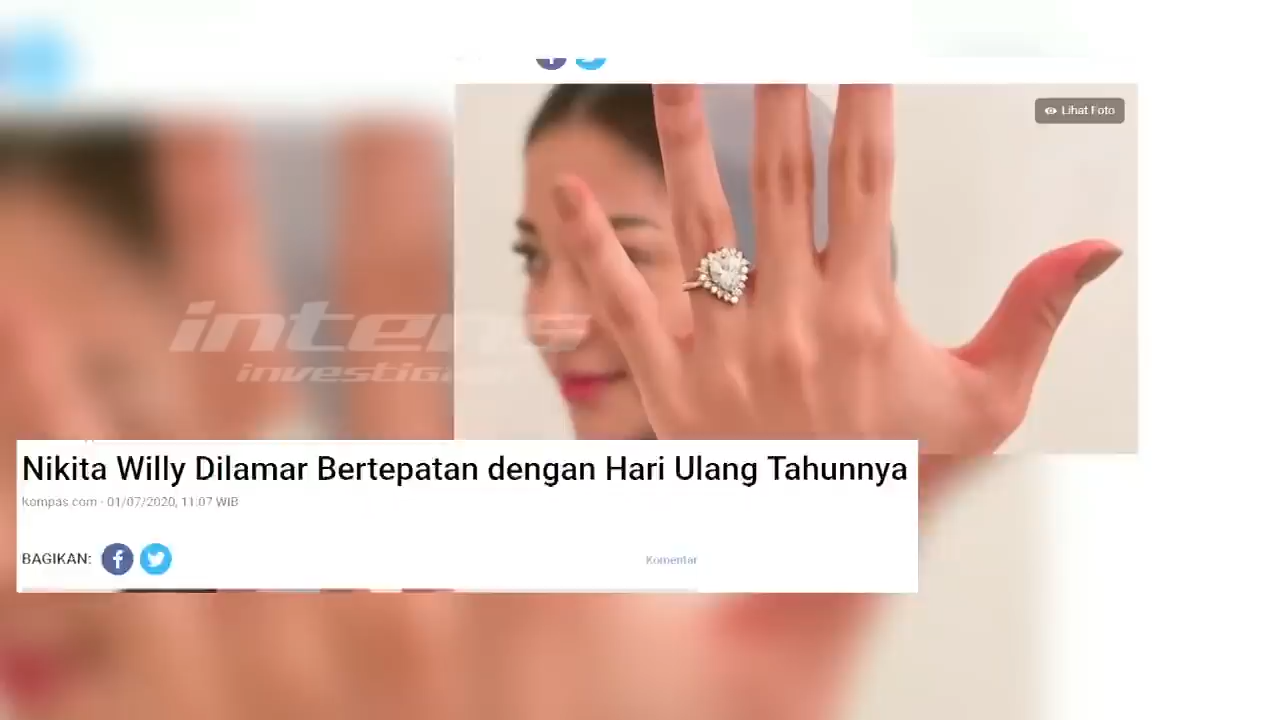 Lihat Foto
intens
Nikita Willy Dilamar Bertepatan dengan Hari Ulang Tahunnya
Kompas.com - 01/07/2020, 11:07 WIB
BAGIKAN:
Komentar